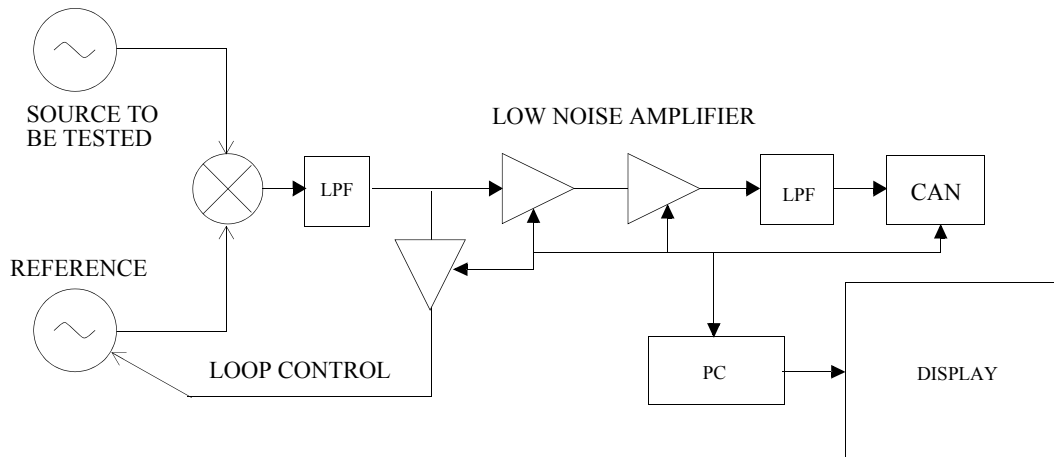 SOURCE TO
BE TESTED
LOW NOISE AMPLIFIER
LPF
LPF
CAN
REFERENCE
LOOP CONTROL
PC
DISPLAY